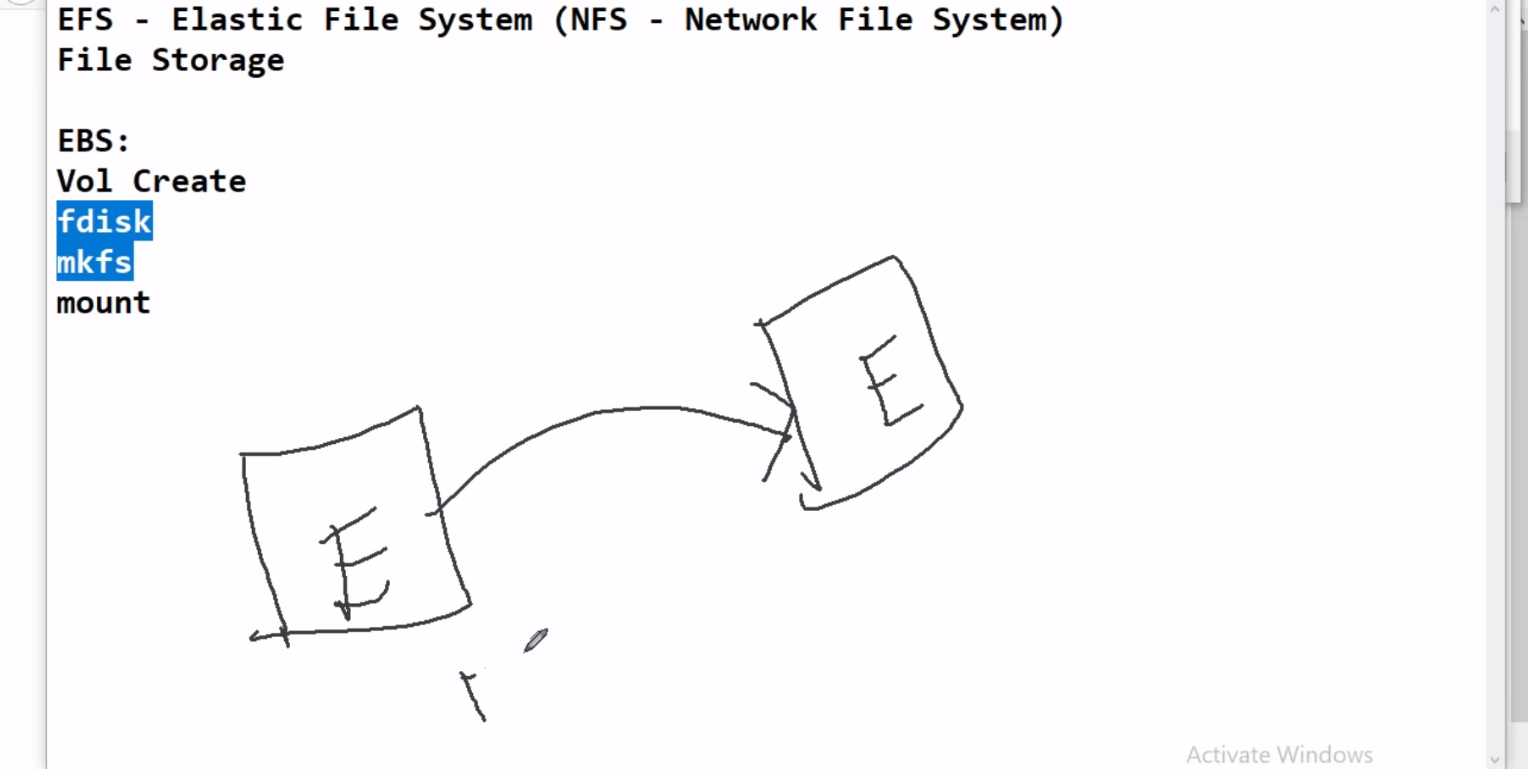 EFS - Elastic File System (NFS - Network File System)
File Storage
EBS:
Vol Create
fdisk
mkfs
mount
E
E
Activate Windows